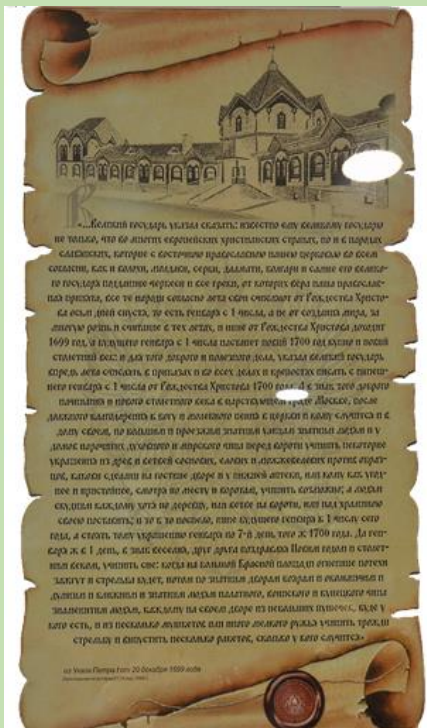 «...Великий государь указал сказать: известно ему великому государю
не только, что во многих европейских христианских странах, но и в народах
славянских, которые с восточною православною нашею церковью во всем
согласны, как и волохи, молдавы, сербы, далматы, болгары и самые его велико-
го государя подданные черкесы и все греки, от которых вера наша православ-
ная принята, все те народы согласно лета свои счисляют от Рождества Христо-
ва осьм дней спустя, то есть генваря с 1 числа, а не от создания мира, за
многую рознь и считание в тех летах, и ныне от Рождества Христова доходит
1699 год, а будущего генваря с 1 числа настанет новый 1700 год купно и новый
столетний век: и для того доброго и полезного дела, указал великий государь
впредь лета счислять в приказах и во всех делах и крепостях писать с нынеш-
него генваря с 1 числа от Рождества Христова 1700 года. А в знак того доброго
начинания и нового столетнего века в царствующем граде Москве, после
должного благодарения к богу и молебного пения в церкви и кому случится и в
дому своем, по большим и проезжим знатным улицам знатным людям и у
домов нарочитых духовного и мирского чина перед вороты учинить некоторые
украшения из древ и ветвей сосновых, еловых и можжевеловых против образ-
цов, каковы сделаны на гостине дворе и у нижней аптеки, или кому как удоб-
нее и пристойнее, смотря по месту и воротам, учинить возможно; а людям
скудным каждому хотя по деревцу, или ветве на вороты, или над храминою
своею поставить; и то б то поспело, ныне будущего генваря к 1 числу сего
года, а стоять тому украшению генваря по 7-й день того ж 1700 года. Да ген-
варя ж в 1 день, в знак веселия, друг друга поздравляя Новым годом и столет-
ним веком, учинить сие: когда на большой Красной площади огненные потехи
зажгут и стрельба будет, потом по знатным дворам боярам и окольничьим и
думным и ближним и знатным людям палатного, воинского и купецкого чина
знаменитым людям, каждому на своем дворе из небольших пушечек, буде у
кого есть, и из несколько мушкетов или иного мелкого ружья учинить трижды
стрельбу и выпустить несколько ракетов, сколько у кого случится»
из Указа Петра I от 20 декабря 1699 года